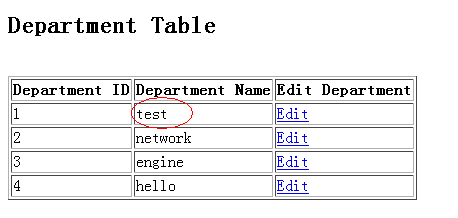 Department Table
Department ID Department Name Edit Department
1 test Edit
2 network Edit
3 engine Edit
4 hello Edit